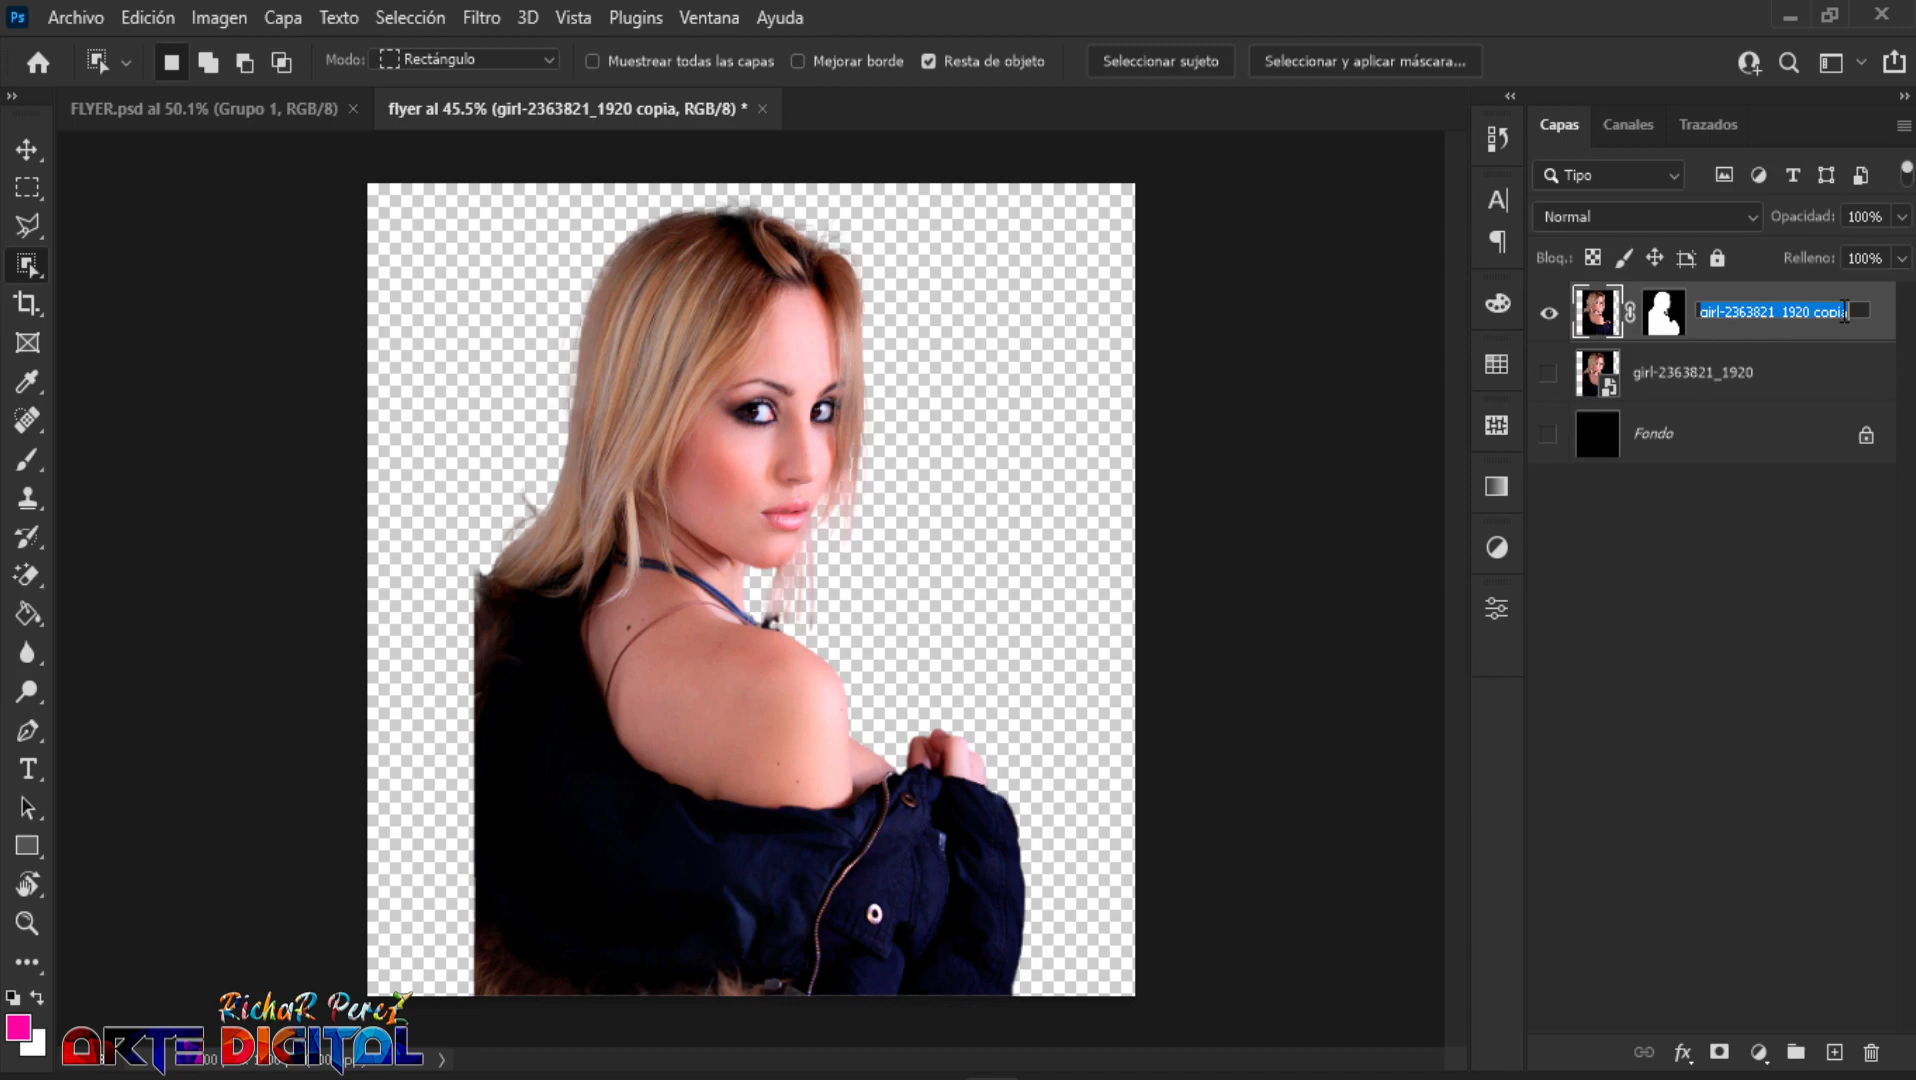 Ps Archivo Edición Imagen Capa Texto Selección Filtro 3D Vista Plugins Ventana Ayuda
Modo: Rectángulo Muestrear todas las capas Mejorar borde Resta de objeto Seleccionar sujeto Seleccionar y aplicar máscara...
FLYER.psd al 50.1% (Grupo 1, RGB/8) × flyer al 45.5% (girl-2363821_1920 copia, RGB/8) * ×
Capas Canales Trazados
Tipo
Normal Opacidad: 100%
Bloq.: Relleno: 100%
girl-2363821_1920 copia
girl-2363821_1920
Fondo
RichaR PereZ
ARTE DIGITAL